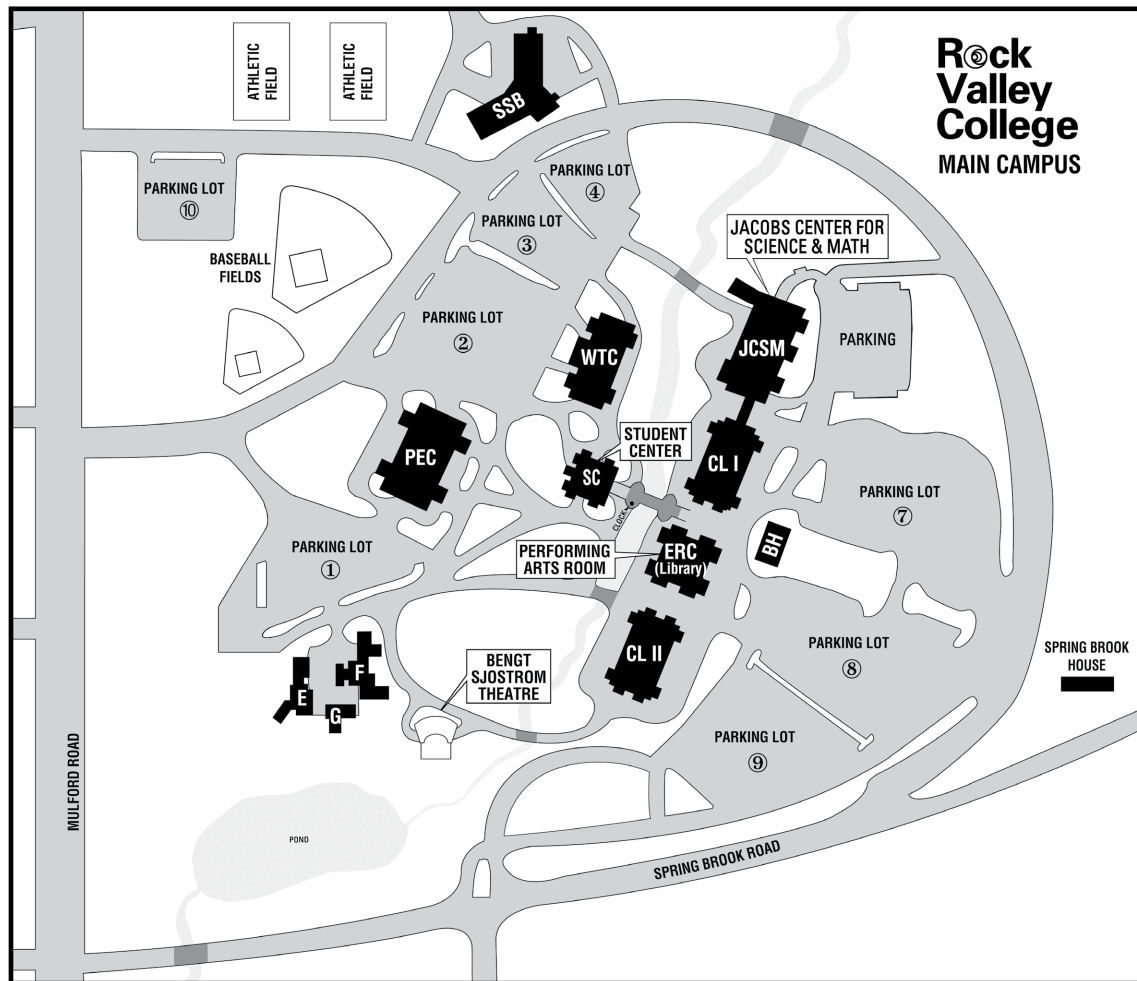 Rock
Valley
College
MAIN CAMPUS
ATHLETIC
FIELD
ATHLETIC
FIELD
SSB
PARKING LOT
⑩
PARKING LOT
④
PARKING LOT
③
BASEBALL
FIELDS
JACOBS CENTER FOR
SCIENCE & MATH
PARKING LOT
②
WTC
JCSM
PARKING
PEC
STUDENT
CENTER
SC
CL I
PARKING LOT
⑦
CLOCK
PARKING LOT
①
PERFORMING
ARTS ROOM
ERC
(Library)
BH
CL II
PARKING LOT
⑧
SPRING BROOK
HOUSE
BENGT
SJOSTROM
THEATRE
E
F
G
PARKING LOT
⑨
MULFORD ROAD
POND
SPRING BROOK ROAD